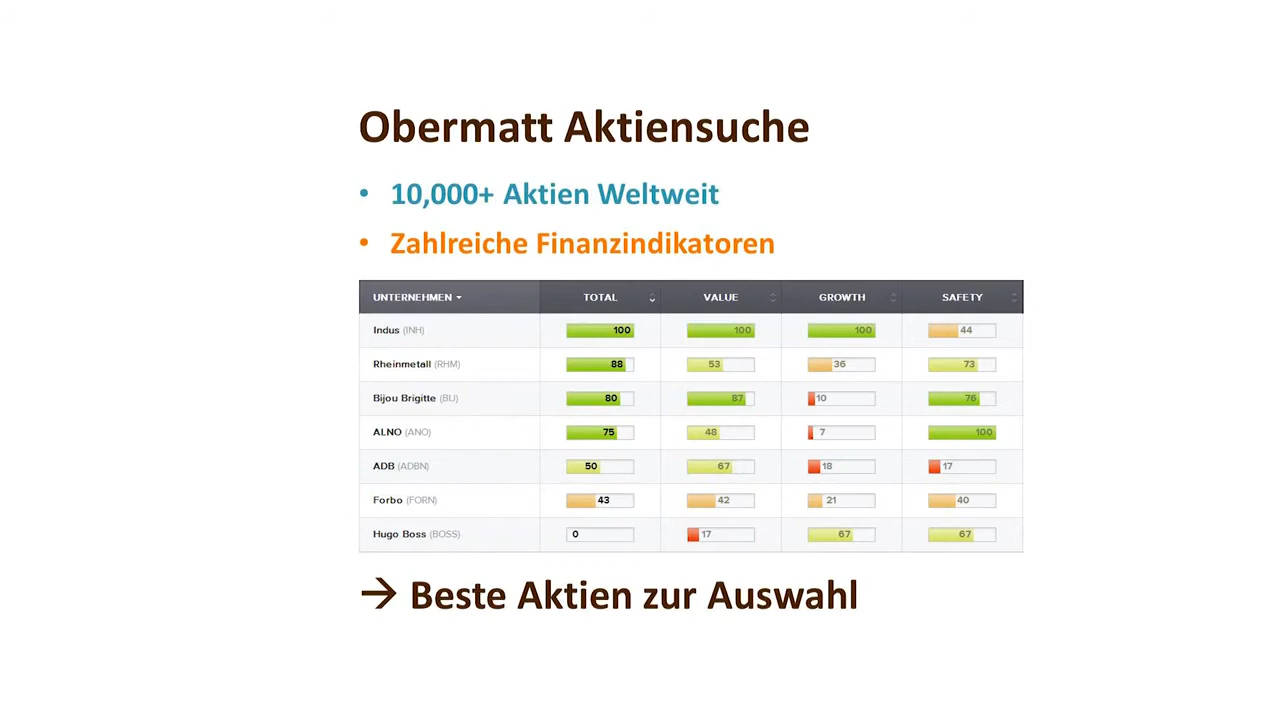 Obermatt Aktiensuche
• 10,000+ Aktien Weltweit
• Zahlreiche Finanzindikatoren
UNTERNEHMEN TOTAL VALUE GROWTH SAFETY
Indus (INH) 100 100 100 44
Rheinmetall (RHM) 88 53 36 73
Bijou Brigitte (BIJ) 80 87 10 76
ALNO (ANO) 75 48 7 100
ADB (ADBN) 50 67 18 17
Forbo (FORN) 43 42 21 40
Hugo Boss (BOSS) 0 17 67 67
→ Beste Aktien zur Auswahl